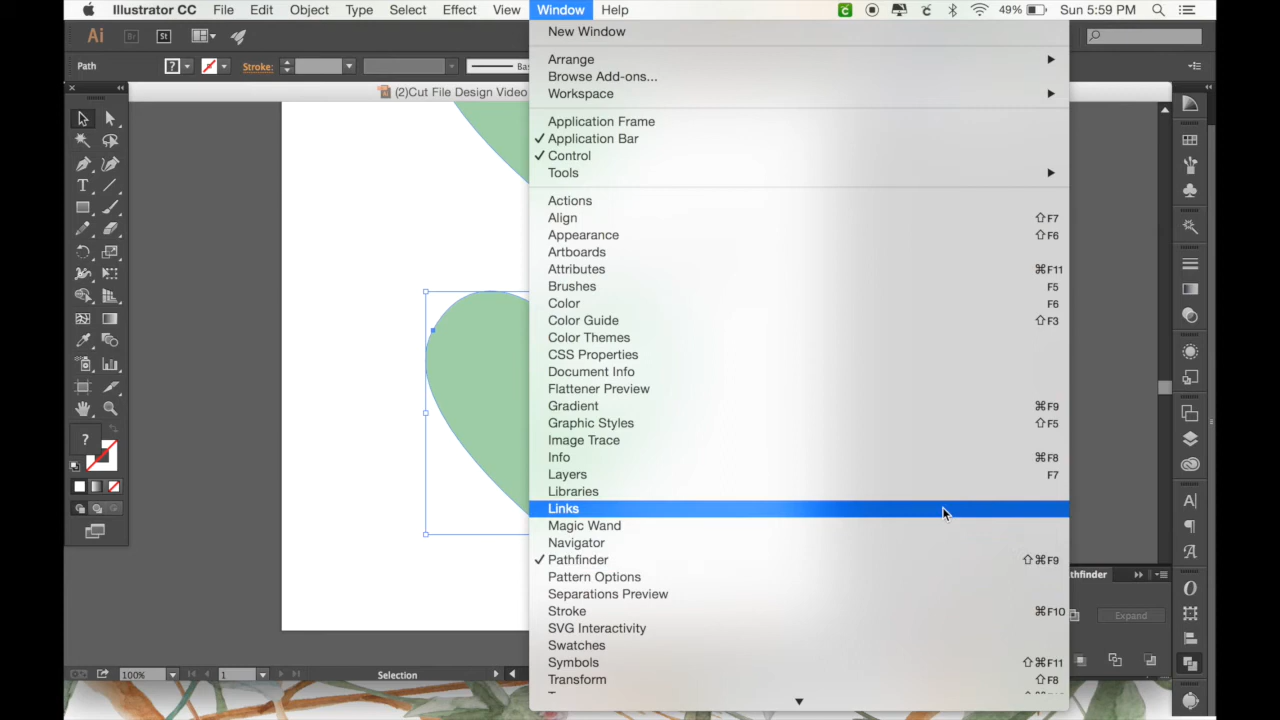 Illustrator CC File Edit Object Type Select Effect View Window Help 49% Sun 5:59 PM
Ai Br St
Path ? Stroke:
(2)Cut File Design Video
New Window
Arrange
Browse Add-ons...
Workspace
Application Frame
✓ Application Bar
✓ Control
Tools
Actions
Align ⇧F7
Appearance ⇧F6
Artboards
Attributes ⌘F11
Brushes F5
Color F6
Color Guide ⇧F3
Color Themes
CSS Properties
Document Info
Flattener Preview
Gradient ⌘F9
Graphic Styles ⇧F5
Image Trace
Info ⌘F8
Layers F7
Libraries
Links
Magic Wand
Navigator
✓ Pathfinder ⇧⌘F9
Pattern Options
Separations Preview
Stroke ⌘F10
SVG Interactivity
Swatches
Symbols ⇧⌘F11
Transform ⇧F8
thfinder
Expand
100% 1 Selection